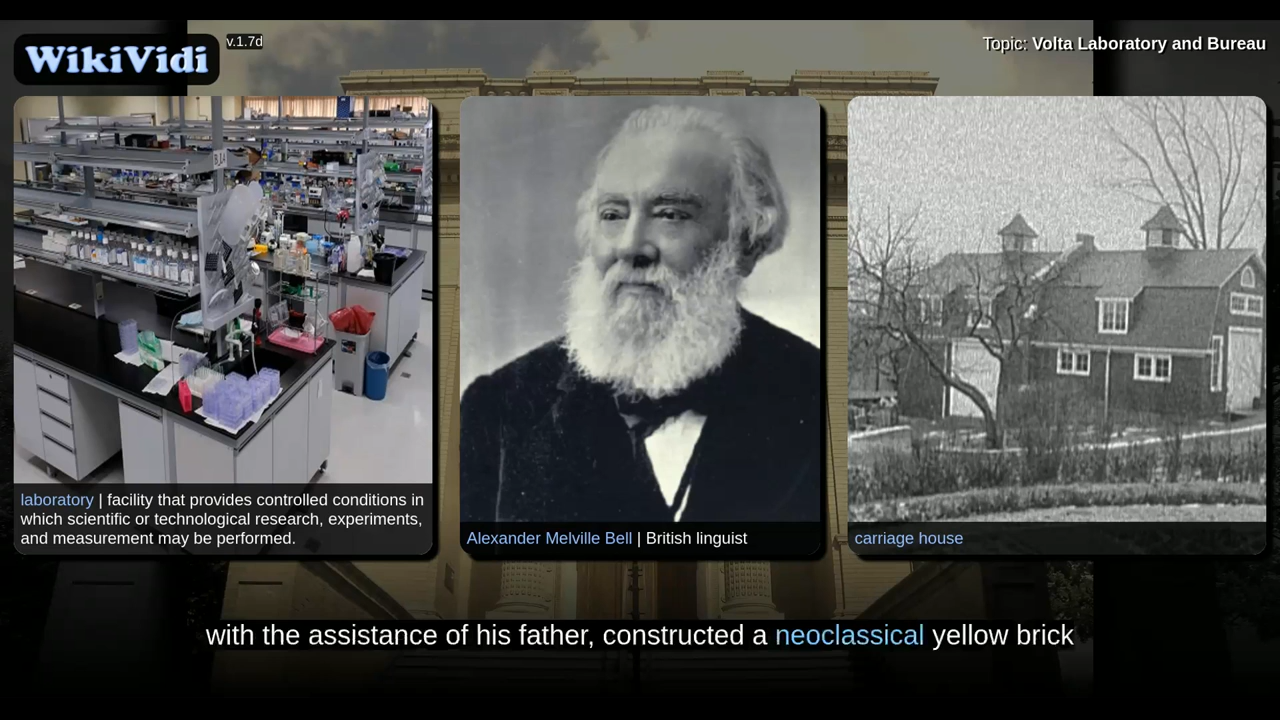 WikiVidi
v.1.7d
Topic: Volta Laboratory and Bureau
laboratory | facility that provides controlled conditions in
which scientific or technological research, experiments,
and measurement may be performed.
Alexander Melville Bell | British linguist
carriage house
with the assistance of his father, constructed a neoclassical yellow brick